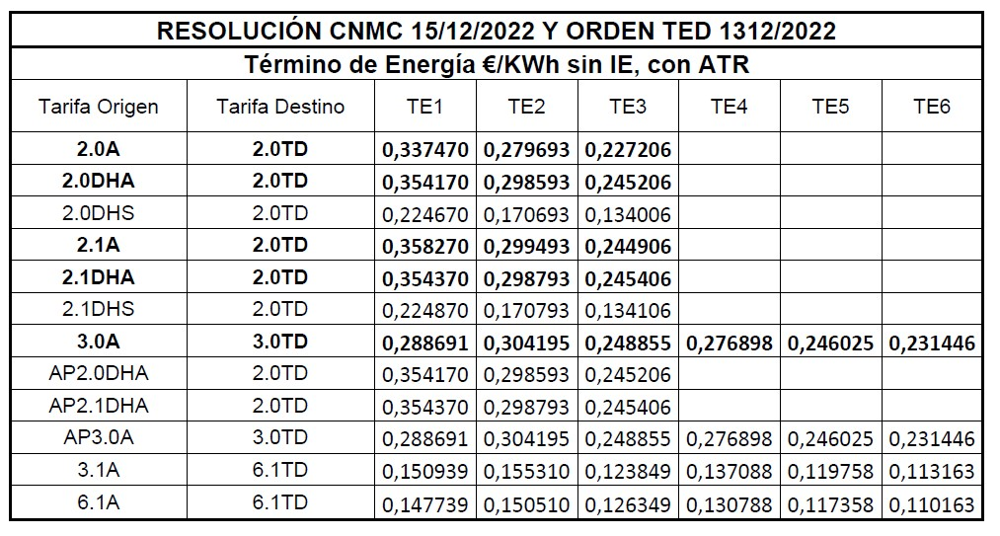 RESOLUCIÓN CNMC 15/12/2022 Y ORDEN TED 1312/2022
Término de Energía €/KWh sin IE, con ATR
Tarifa Origen Tarifa Destino TE1 TE2 TE3 TE4 TE5 TE6
2.0A 2.0TD 0,337470 0,279693 0,227206
2.0DHA 2.0TD 0,354170 0,298593 0,245206
2.0DHS 2.0TD 0,224670 0,170693 0,134006
2.1A 2.0TD 0,358270 0,299493 0,244906
2.1DHA 2.0TD 0,354370 0,298793 0,245406
2.1DHS 2.0TD 0,224870 0,170793 0,134106
3.0A 3.0TD 0,288691 0,304195 0,248855 0,276898 0,246025 0,231446
AP2.0DHA 2.0TD 0,354170 0,298593 0,245206
AP2.1DHA 2.0TD 0,354370 0,298793 0,245406
AP3.0A 3.0TD 0,288691 0,304195 0,248855 0,276898 0,246025 0,231446
3.1A 6.1TD 0,150939 0,155310 0,123849 0,137088 0,119758 0,113163
6.1A 6.1TD 0,147739 0,150510 0,126349 0,130788 0,117358 0,110163